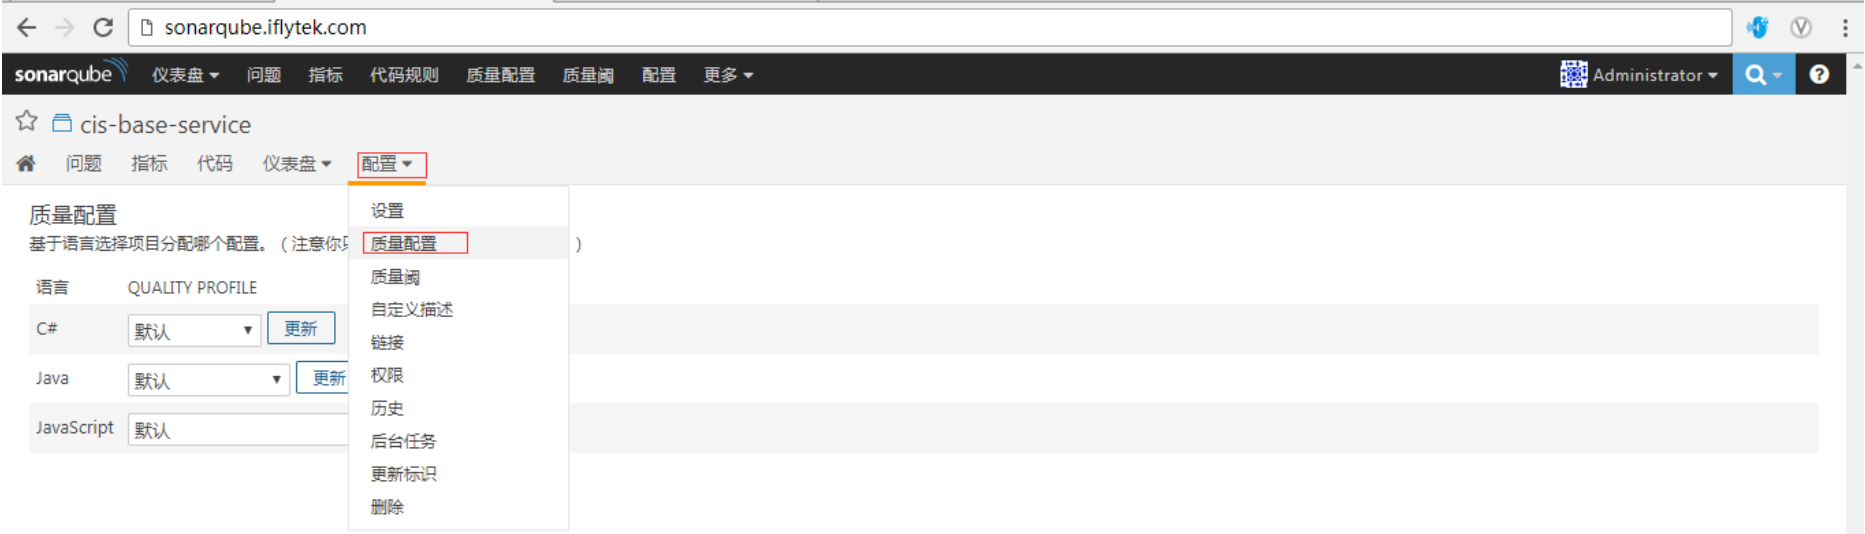 sonarqube.iflytek.com
sonarqube 仪表盘 问题 指标 代码规则 质量配置 质量阈 配置 更多 Administrator
cis-base-service
问题 指标 代码 仪表盘 配置
质量配置
基于语言选择项目分配哪个配置。（注意你 ）
语言 QUALITY PROFILE
C# 默认 更新
Java 默认 更新
JavaScript 默认
设置
质量配置
质量阈
自定义描述
链接
权限
历史
后台任务
更新标识
删除